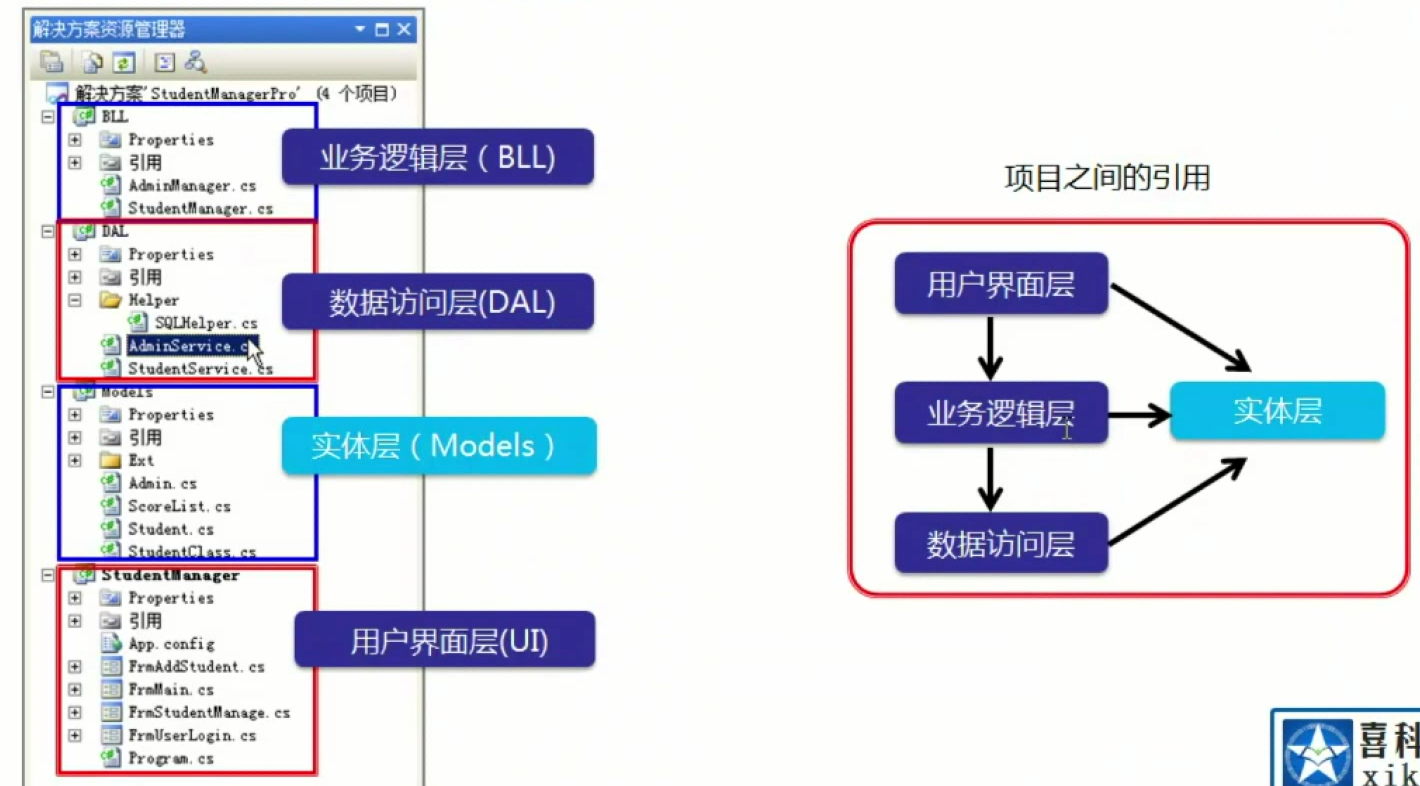 解决方案资源管理器
解决方案'StudentManagerPro' (4 个项目)
BLL
Properties
引用
AdminManager.cs
StudentManager.cs
DAL
Properties
引用
Helper
SQLHelper.cs
AdminService.c
StudentService.cs
Models
Properties
引用
Ext
Admin.cs
ScoreList.cs
Student.cs
StudentClass.cs
StudentManager
Properties
引用
App.config
FrmAddStudent.cs
FrmMain.cs
FrmStudentManage.cs
FrmUserLogin.cs
Program.cs
业务逻辑层（BLL)
数据访问层(DAL)
实体层（Models）
用户界面层(UI)
项目之间的引用
用户界面层
业务逻辑层
实体层
数据访问层
喜科
xik